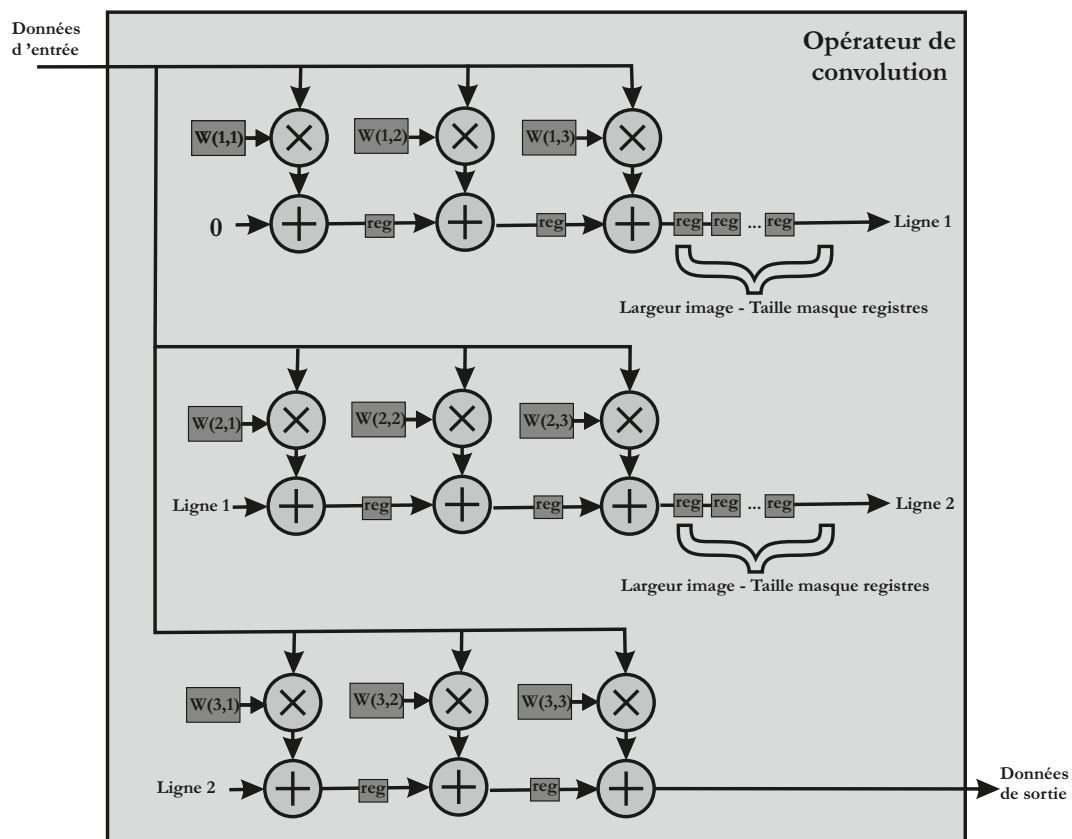 Données
d ’entrée
Opérateur de
convolution
W(1,1)
W(1,2)
W(1,3)
0
reg
reg
reg reg ... reg
Ligne 1
Largeur image - Taille masque registres
W(2,1)
W(2,2)
W(2,3)
Ligne 1
reg
reg
reg reg ... reg
Ligne 2
Largeur image - Taille masque registres
W(3,1)
W(3,2)
W(3,3)
Ligne 2
reg
reg
Données
de sortie